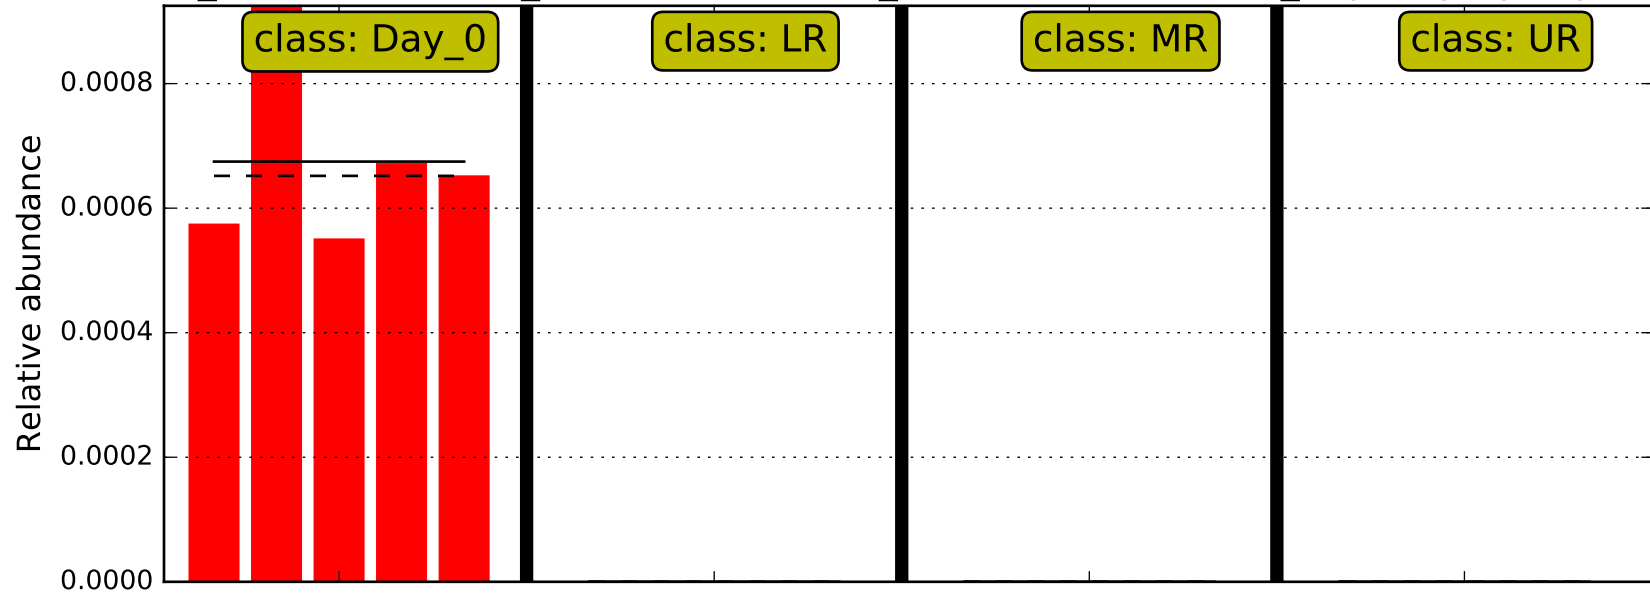 class: Day_0
class: LR
class: MR
class: UR
Relative abundance
0.0008
0.0006
0.0004
0.0002
0.0000